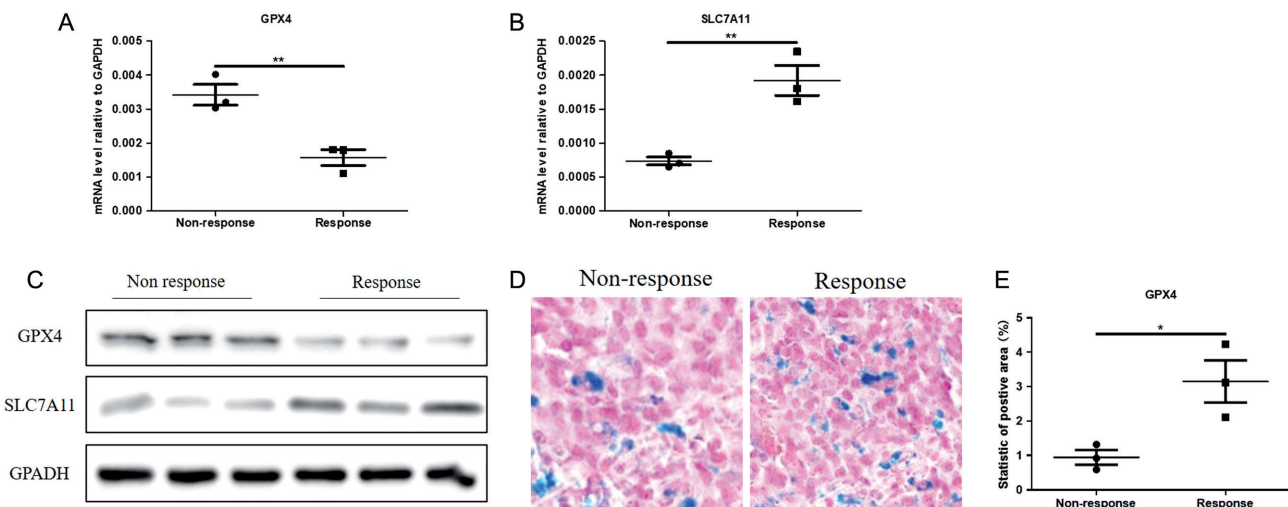 A
GPX4
mRNA level ralative to GAPDH
0.005
0.004
0.003
0.002
0.001
0.000
**
Non-response
Response
B
SLC7A11
mRNA level ralative to GAPDH
0.0025
0.0020
0.0015
0.0010
0.0005
0.0000
**
Non-response
Response
C
Non response
Response
GPX4
SLC7A11
GPADH
D
Non-response
Response
E
GPX4
Statistic of postive area (%)
5
4
3
2
1
0
*
Non-response
Response